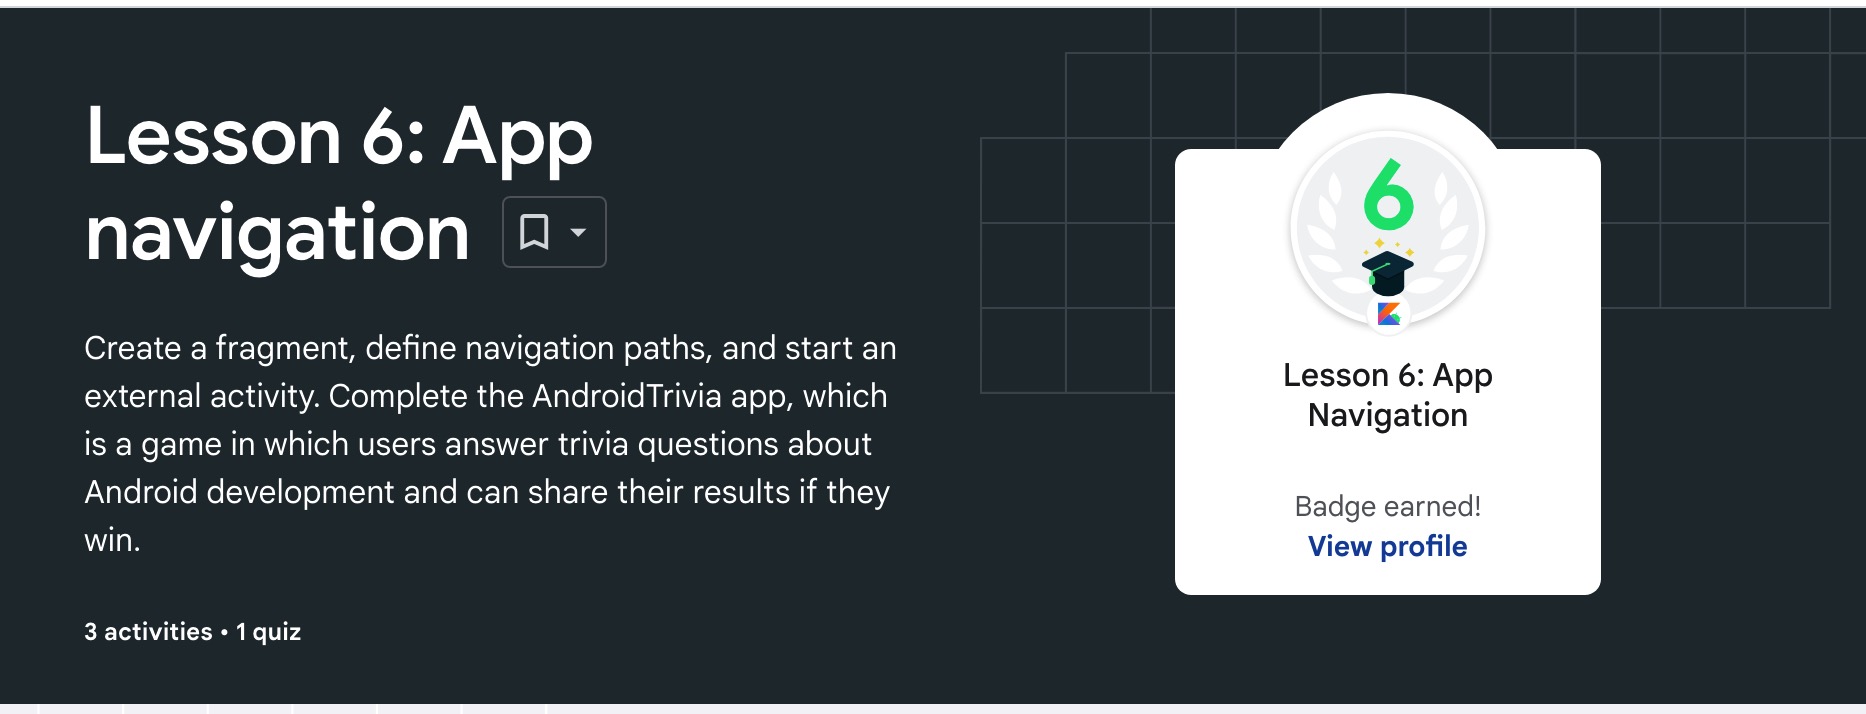 Lesson 6: App
navigation
Create a fragment, define navigation paths, and start an
external activity. Complete the AndroidTrivia app, which
is a game in which users answer trivia questions about
Android development and can share their results if they
win.
3 activities • 1 quiz
6
Lesson 6: App
Navigation
Badge earned!
View profile